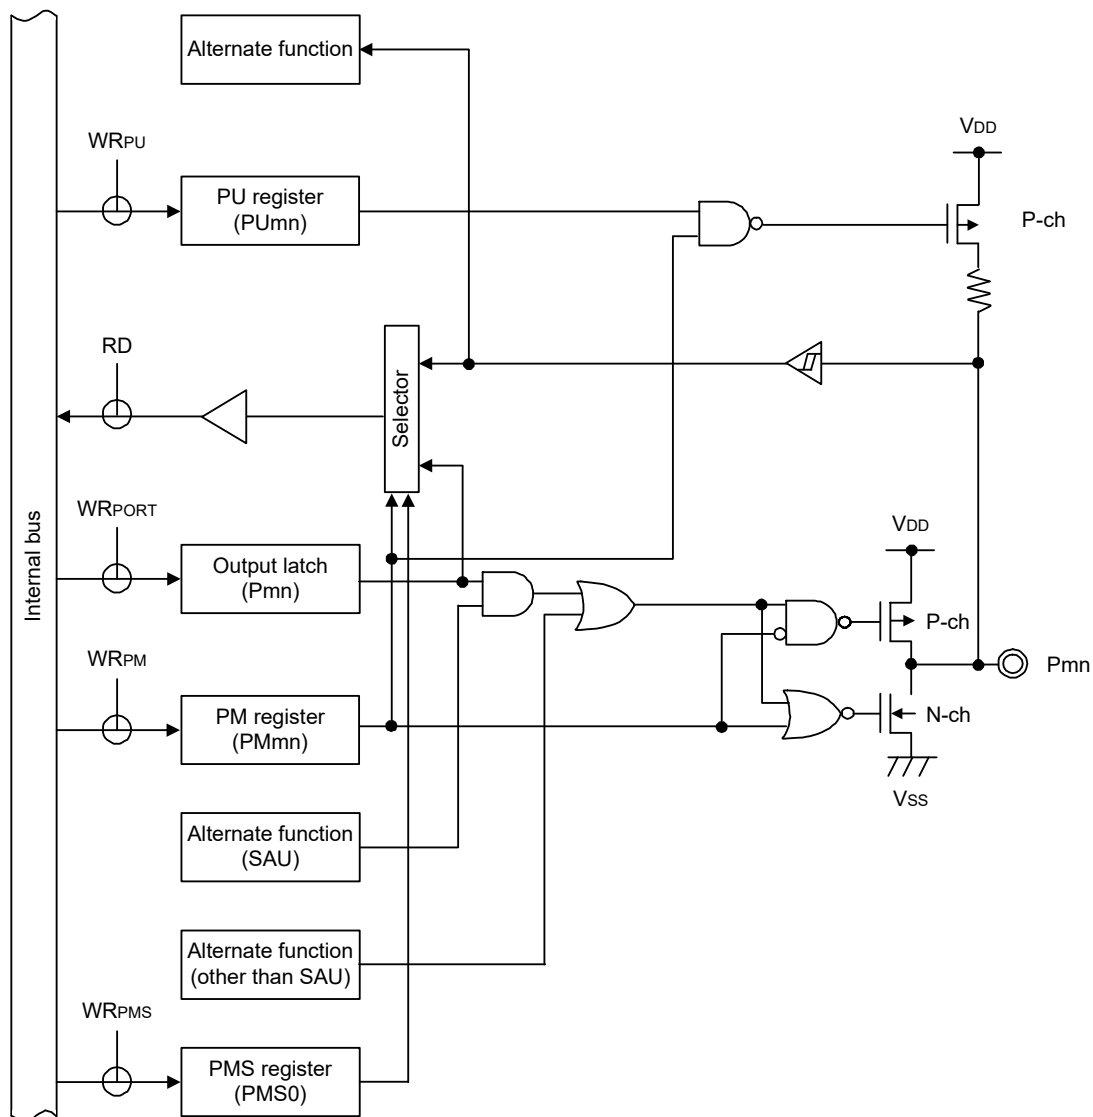 Alternate function
WRPU
PU register
(PUmn)
VDD
P-ch
RD
Selector
Internal bus
WRPORT
Output latch
(Pmn)
VDD
P-ch
Pmn
WRPM
PM register
(PMmn)
N-ch
VSS
Alternate function
(SAU)
Alternate function
(other than SAU)
WRPMS
PMS register
(PMS0)